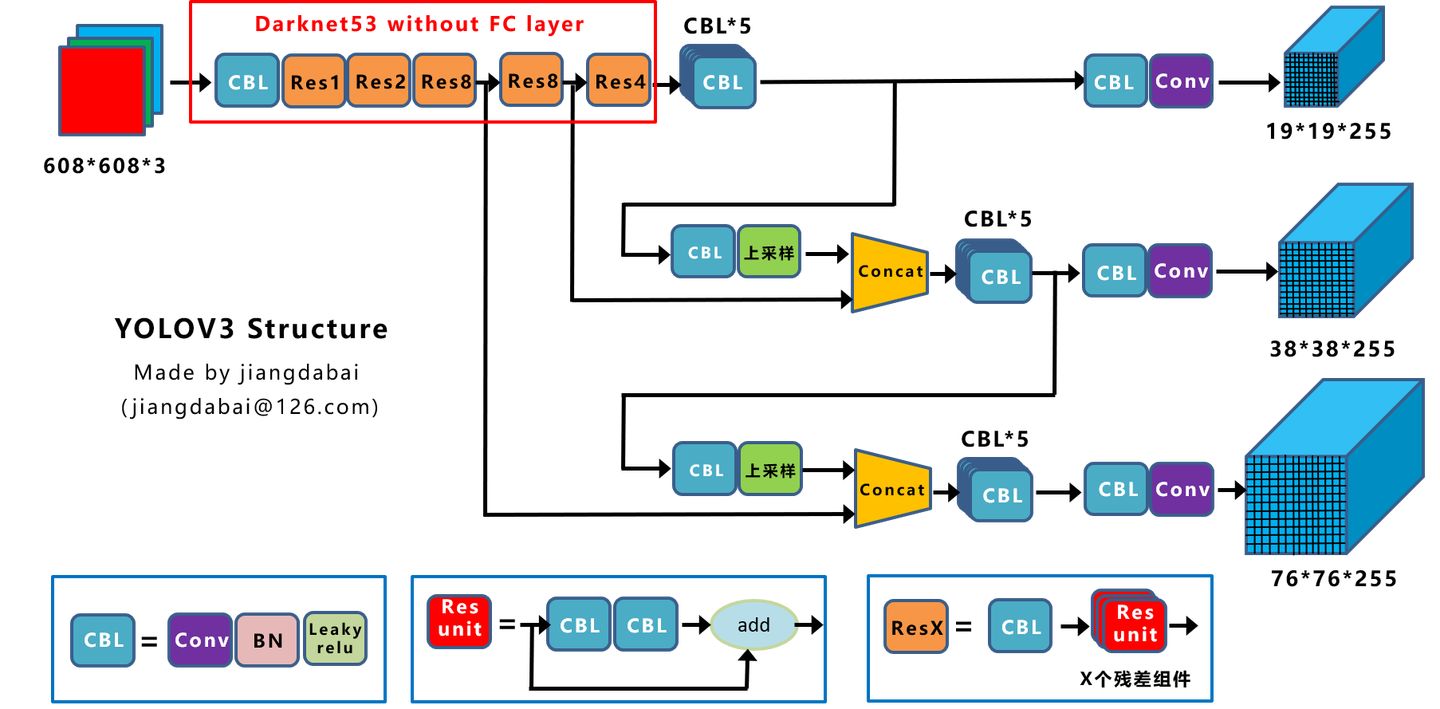 Darknet53 without FC layer
CBL*5
CBL Res1 Res2 Res8 Res8 Res4 CBL CBL Conv
19*19*255
608*608*3
CBL*5
CBL 上采样 Concat CBL CBL Conv
YOLOV3 Structure
38*38*255
Made by jiangdabai
(jiangdabai@126.com)
CBL*5
CBL 上采样 Concat CBL CBL Conv
76*76*255
CBL = Conv BN Leaky
relu
Res
unit = CBL CBL add
ResX = CBL Res
unit
X个残差组件